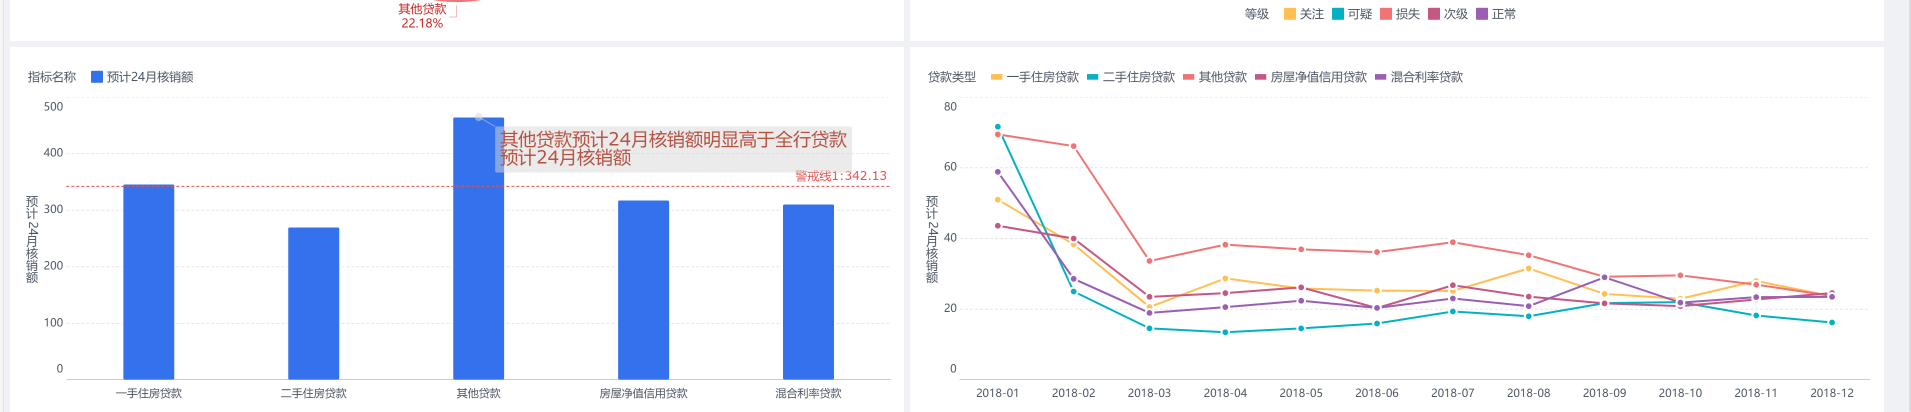 其他贷款
22.18%
等级 关注 可疑 损失 次级 正常
指标名称 预计24月核销额
500
400
300
200
100
0
预计24月核销额
其他贷款预计24月核销额明显高于全行贷款
预计24月核销额
警戒线1:342.13
一手住房贷款 二手住房贷款 其他贷款 房屋净值信用贷款 混合利率贷款
贷款类型 一手住房贷款 二手住房贷款 其他贷款 房屋净值信用贷款 混合利率贷款
80
60
40
20
0
预计24月核销额
2018-01 2018-02 2018-03 2018-04 2018-05 2018-06 2018-07 2018-08 2018-09 2018-10 2018-11 2018-12